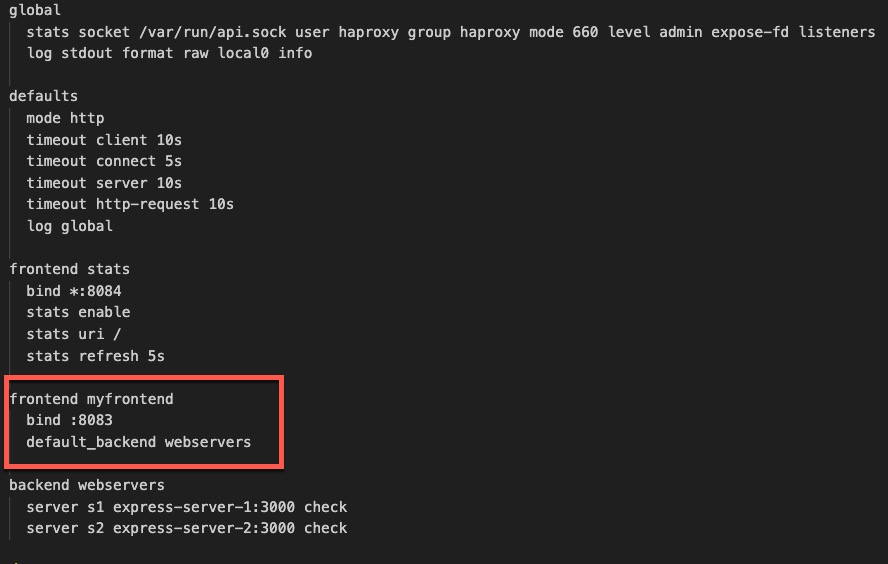 global
stats socket /var/run/api.sock user haproxy group haproxy mode 660 level admin expose-fd listeners
log stdout format raw local0 info
defaults
mode http
timeout client 10s
timeout connect 5s
timeout server 10s
timeout http-request 10s
log global
frontend stats
bind *:8084
stats enable
stats uri /
stats refresh 5s
frontend myfrontend
bind :8083
default_backend webservers
backend webservers
server s1 express-server-1:3000 check
server s2 express-server-2:3000 check